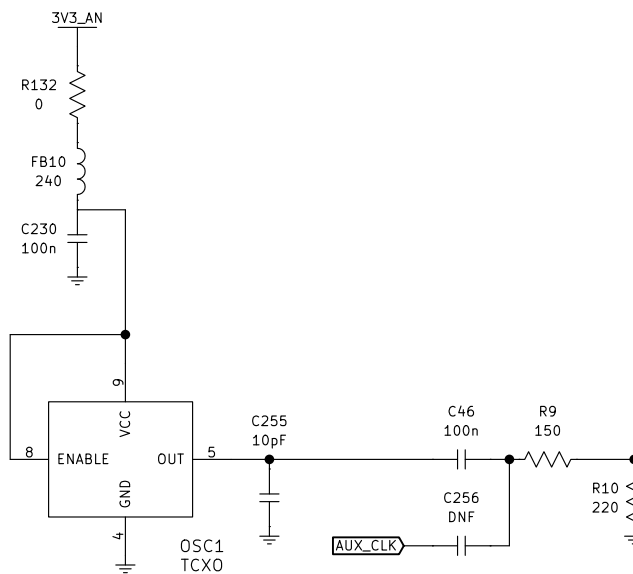 3V3_AN
R132
0
FB10
240
C230
100n
9
VCC
8
ENABLE
OUT
5
GND
4
OSC1
TCXO
C255
10pF
C46
100n
R9
150
C256
DNF
AUX_CLK
R10
220